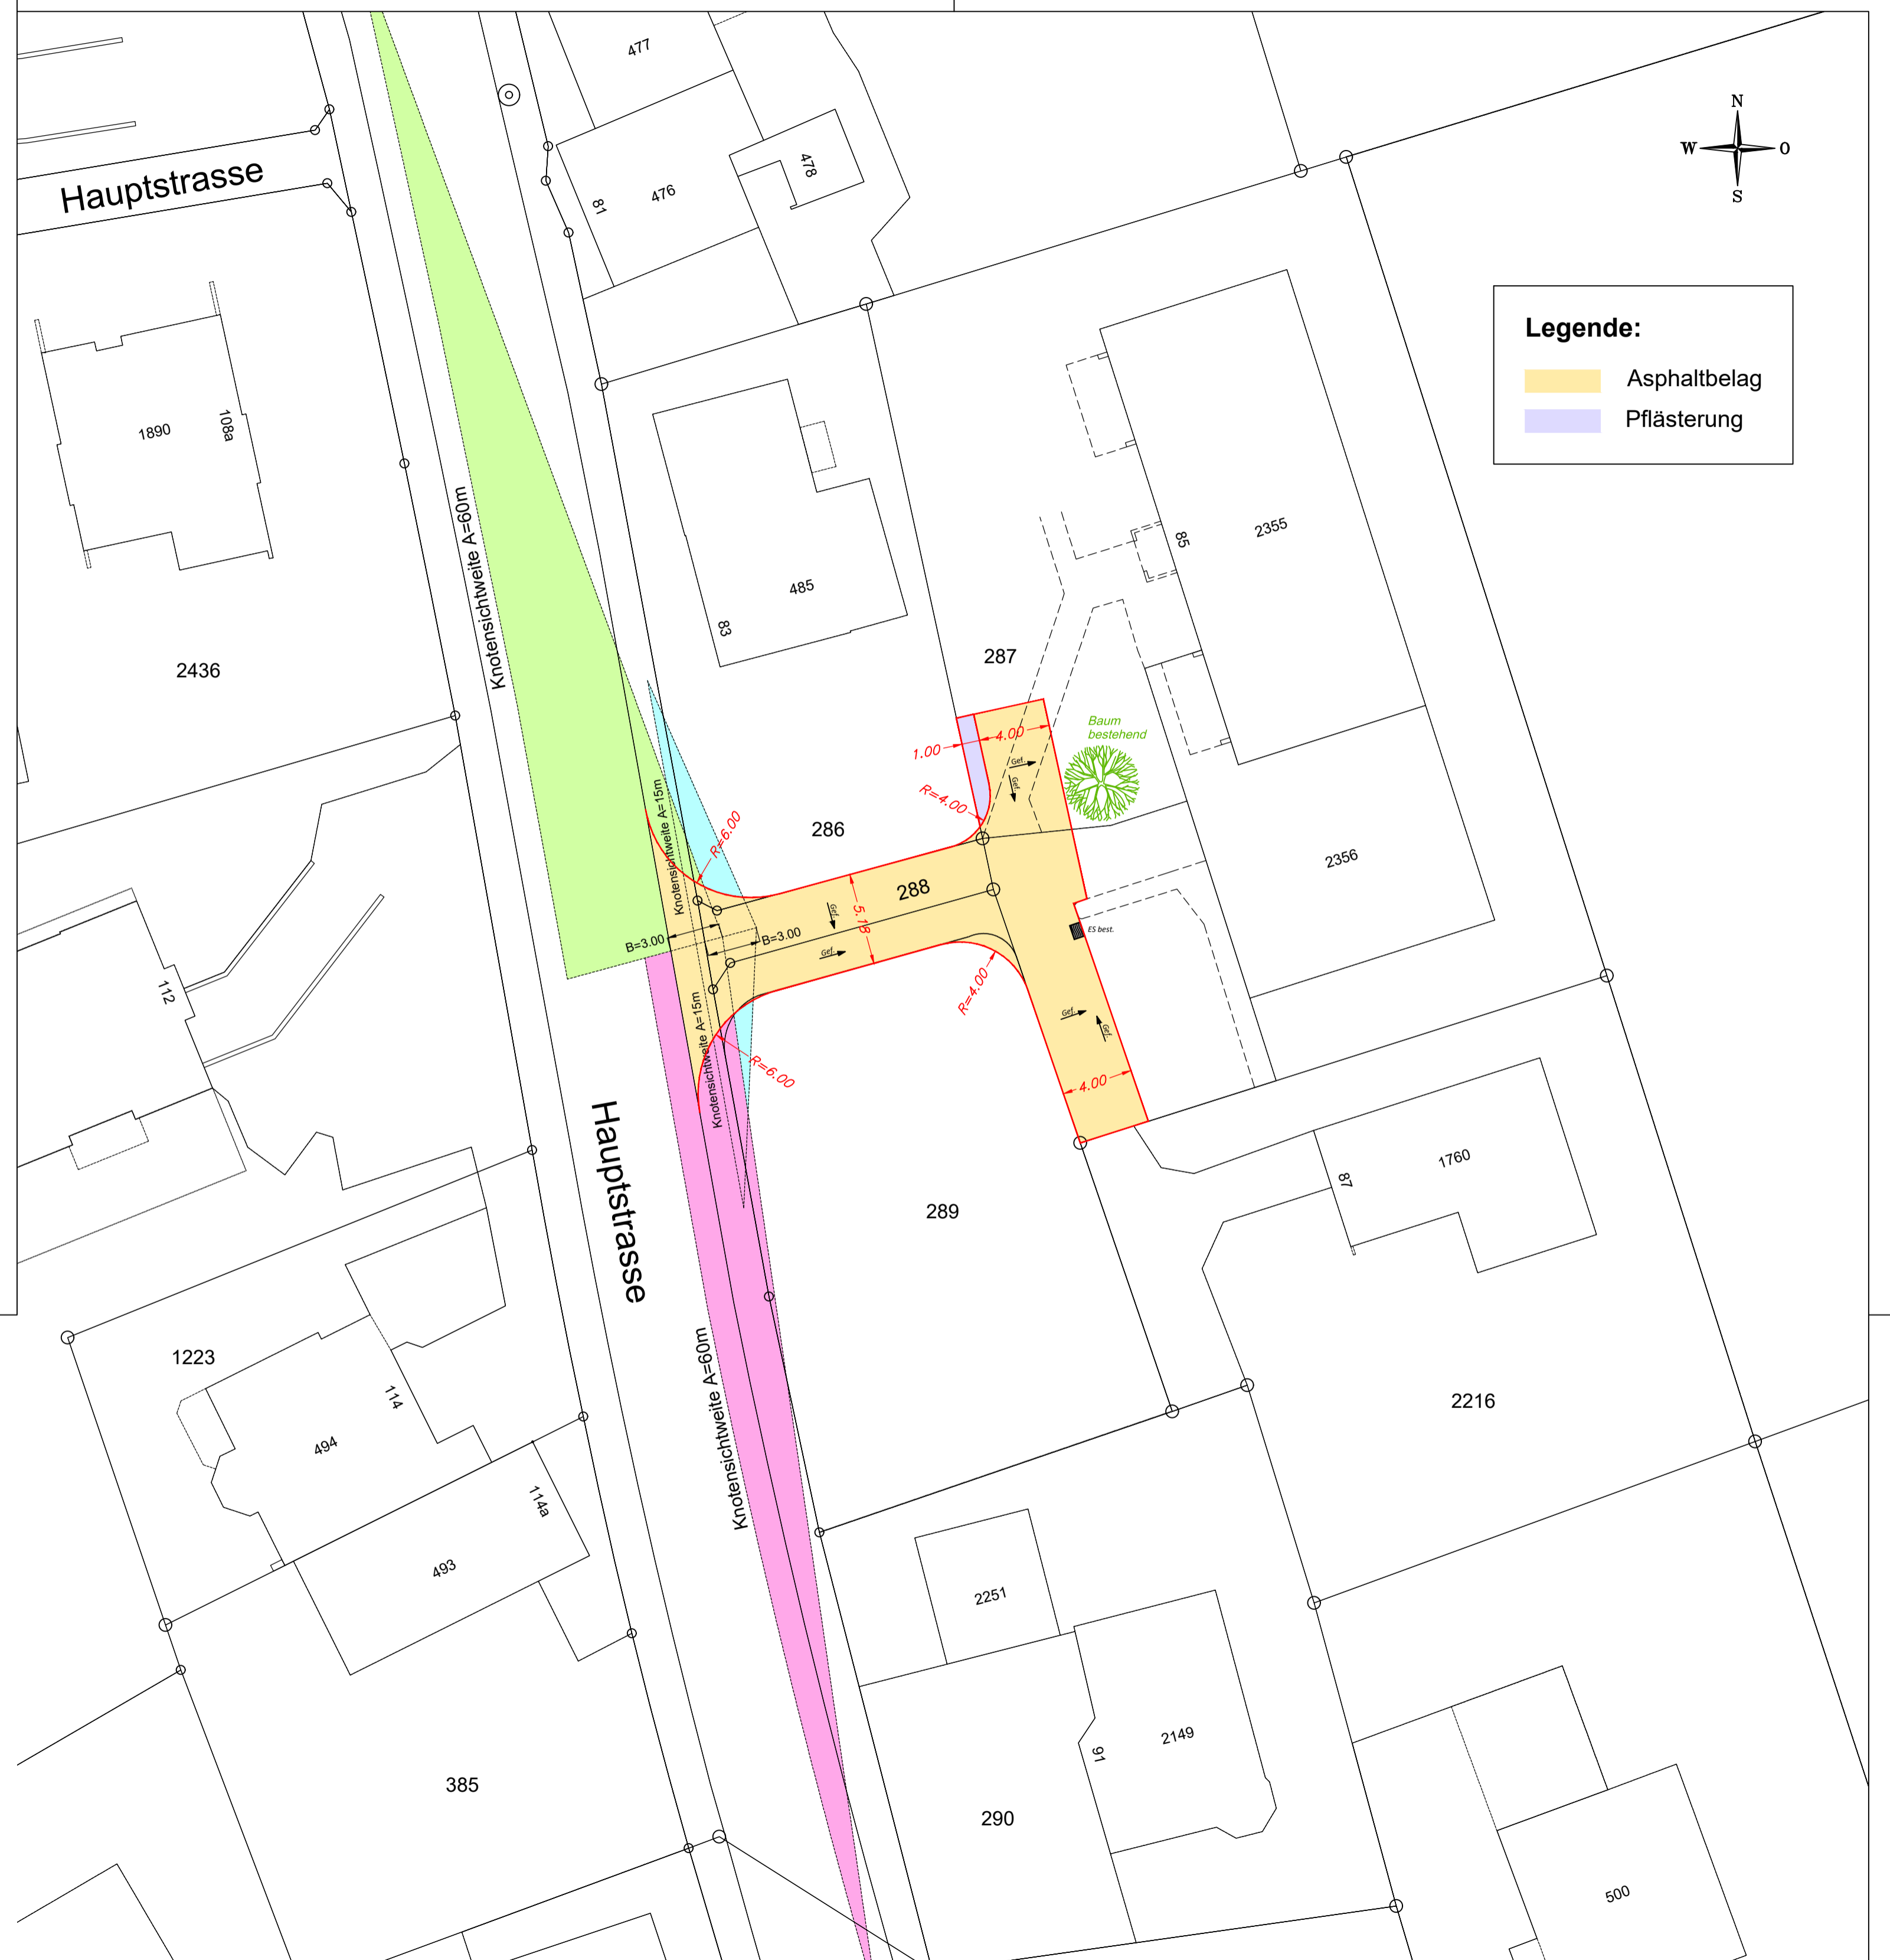 477
N
W
O
S
Hauptstrasse
478
476
81
Legende:
Asphaltbelag
Pflästerung
1890
108a
Knotensichtweite A=60m
2355
85
485
83
287
2436
Baum
bestehend
1.00
4.00
Gef.
Gef.
R=4.00
Knotensichtweite A=15m
R=6.00
286
2356
288
5.18
Gef.
Gef.
B=3.00
B=3.00
ES best.
112
R=4.00
Gef.
Gef.
Knotensichtweite A=15m
R=6.00
4.00
Hauptstrasse
1760
87
289
1223
Knotensichtweite A=60m
114
494
2216
114a
493
2251
2149
91
385
290
500